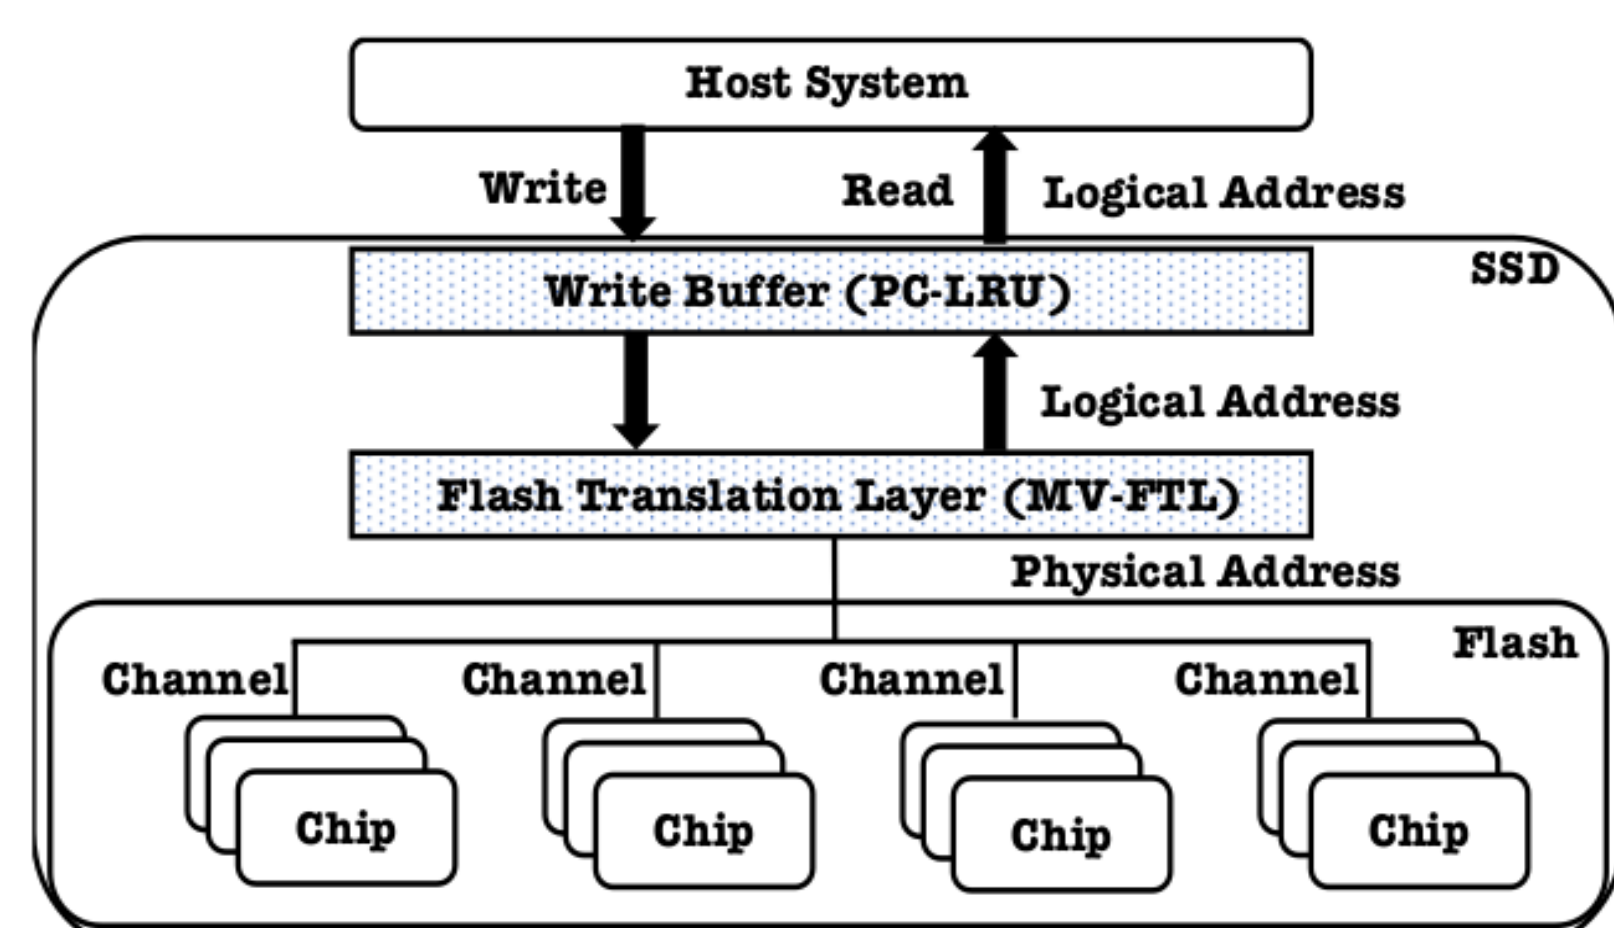 Host System
Write
Read
Logical Address
SSD
Write Buffer (PC-LRU)
Logical Address
Flash Translation Layer (MV-FTL)
Physical Address
Flash
Channel
Channel
Channel
Channel
Chip
Chip
Chip
Chip